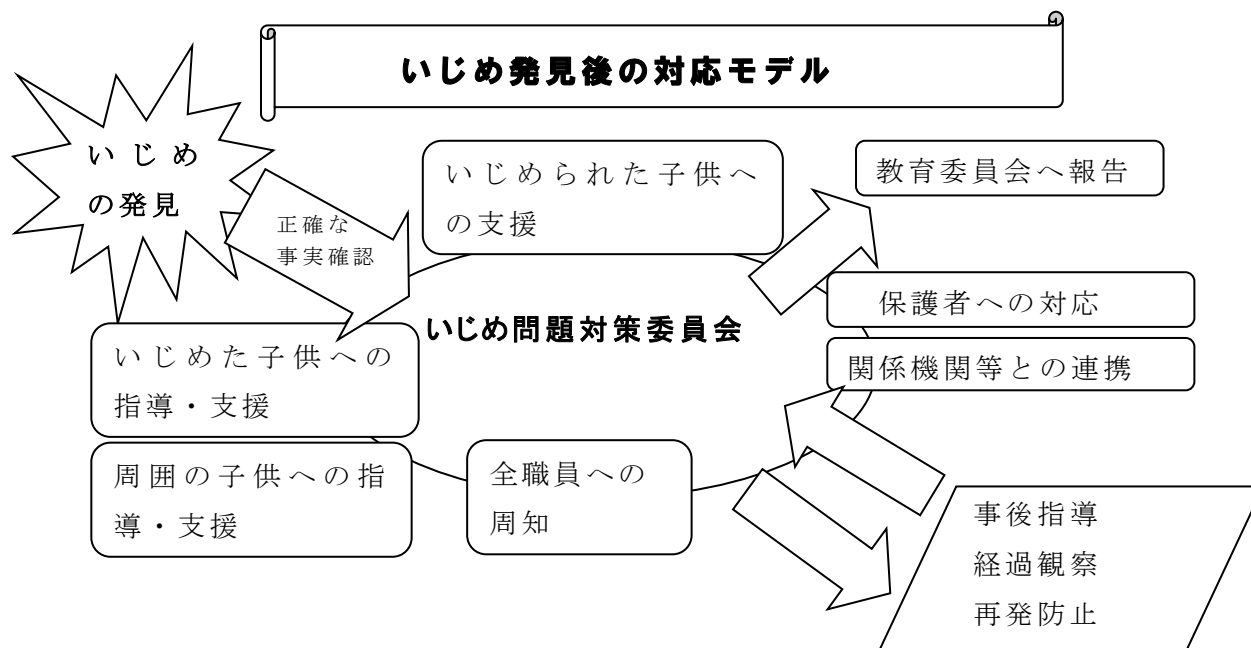 いじめ発見後の対応モデル
いじめ
の発見
正確な
事実確認
いじめられた子供へ
の支援
教育委員会へ報告
保護者への対応
関係機関等との連携
いじめ問題対策委員会
いじめた子供への
指導・支援
周囲の子供への指
導・支援
全職員への
周知
事後指導
経過観察
再発防止